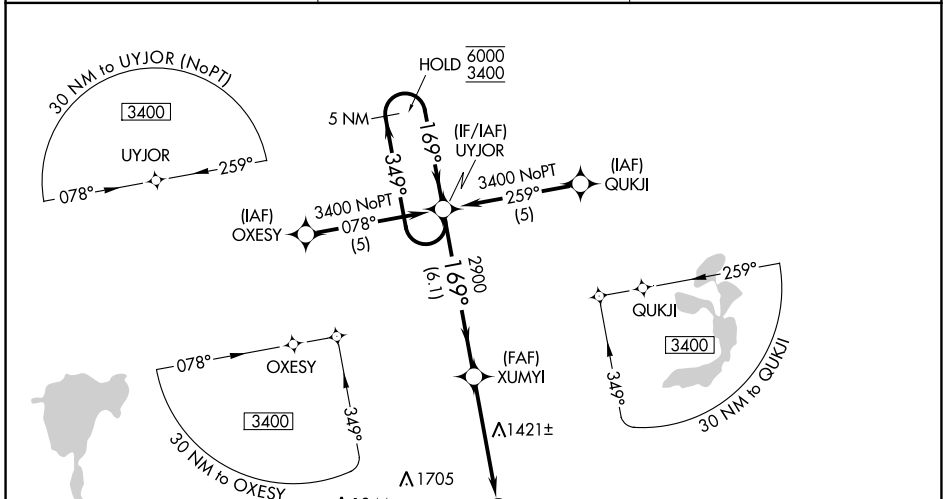 30 NM to UYJOR (NoPT)
3400
UYJOR
078°
259°
HOLD 6000
3400
5 NM
169°
349°
(IF/IAF)
UYJOR
3400 NoPT
259°
(5)
(IAF)
QUKJI
(IAF)
OXESY
3400 NoPT
078°
(5)
2900
169°
(6.1)
259°
QUKJI
3400
349°
30 NM to QUKJI
078°
OXESY
3400
349°
30 NM to OXESY
(FAF)
XUMYI
1421±
1705